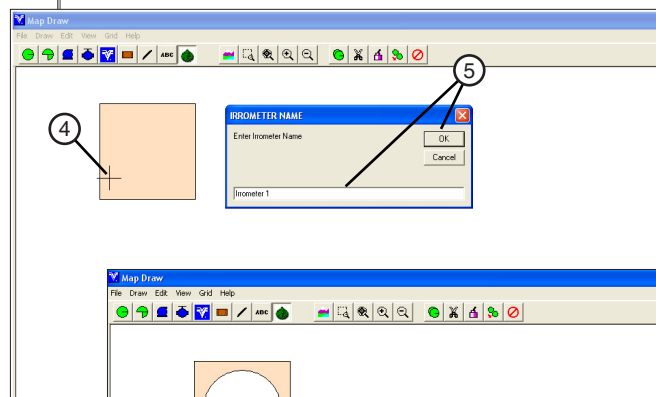 Map Draw
File Draw Edit View Grid Help
ABC
5
4
IRROMETER NAME
Enter Irrometer Name
OK
Cancel
Irrometer 1
Map Draw
File Draw Edit View Grid Help
ABC